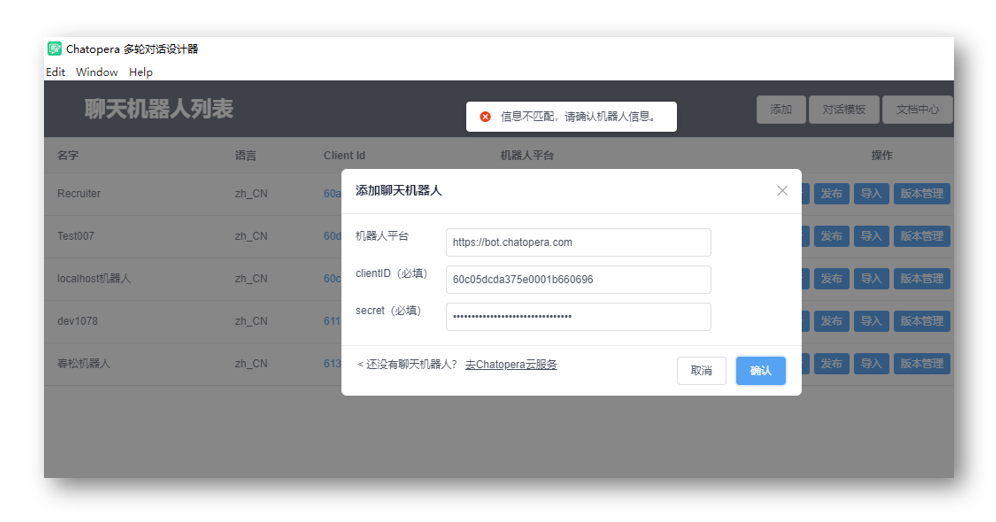 Chatopera 多轮对话设计器
Edit Window Help
聊天机器人列表
信息不匹配，请确认机器人信息。
添加 对话模板 文档中心
名字 语言 Client Id 机器人平台 操作
Recruiter zh_CN 60a 发布 导入 版本管理
Test007 zh_CN 60d 发布 导入 版本管理
localhost机器人 zh_CN 60c 发布 导入 版本管理
dev1078 zh_CN 611 发布 导入 版本管理
春松机器人 zh_CN 613 发布 导入 版本管理
添加聊天机器人
机器人平台 https://bot.chatopera.com
clientID（必填） 60c05dcda375e0001b660696
secret（必填） ••••••••••••••••••••••••••••••••
< 还没有聊天机器人？ 去Chatopera云服务
取消 确认